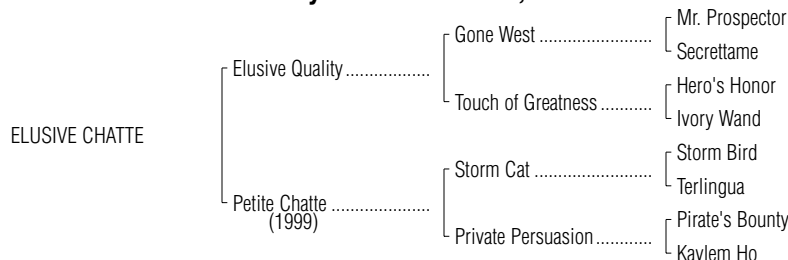 Mr. Prospector
Gone West ........................
Secrettame
Elusive Quality ..................
Hero's Honor
Touch of Greatness ...........
Ivory Wand
ELUSIVE CHATTE
Storm Bird
Storm Cat .........................
Terlingua
Petite Chatte .....................
(1999)
Pirate's Bounty
Private Persuasion ............
Kaylem Ho